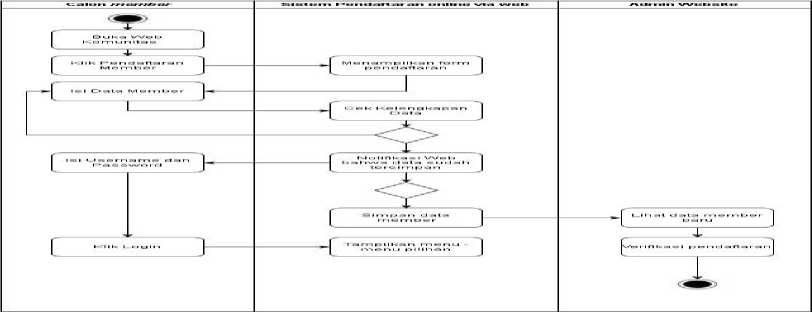 Calon member
Sistem Pendaftaran online via web
Admin Website
Buka Web
Komunitas
Klik Pendaftaran
Member
Menampilkan form
pendaftaran
Isi Data Member
Cek Kelengkapan
Data
Isi Username dan
Password
Notifikasi Web
bahwa data sudah
tersimpan
Simpan data
member
Lihat data member
baru
Klik Login
Tampilkan menu -
menu pilihan
Verifikasi pendaftaran